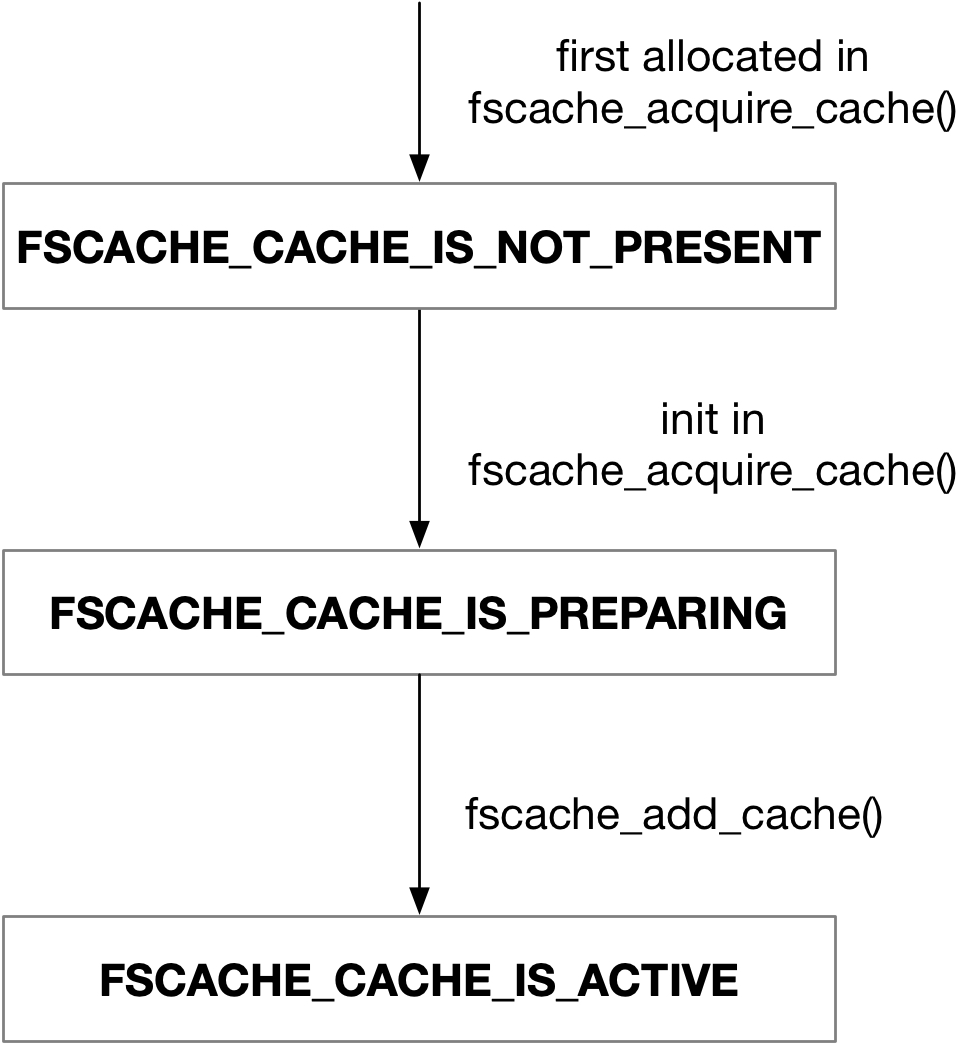 first allocated in
fscache_acquire_cache()
FSCACHE_CACHE_IS_NOT_PRESENT
init in
fscache_acquire_cache()
FSCACHE_CACHE_IS_PREPARING
fscache_add_cache()
FSCACHE_CACHE_IS_ACTIVE